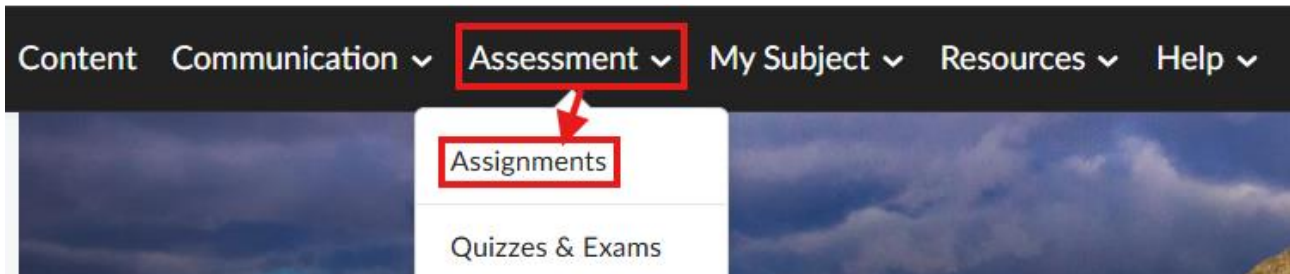 Content Communication Assessment My Subject Resources Help
Assignments
Quizzes & Exams